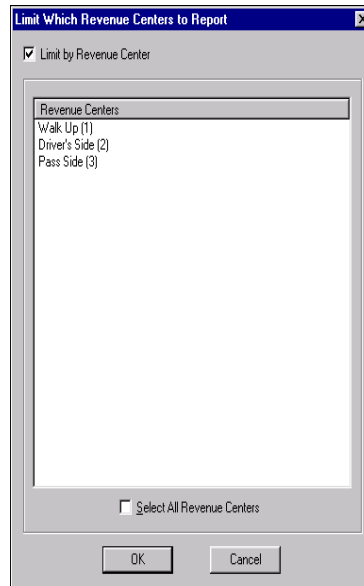 Limit Which Revenue Centers to Report
Limit by Revenue Center
Revenue Centers
Walk Up (1)
Driver's Side (2)
Pass Side (3)
Select All Revenue Centers
OK Cancel